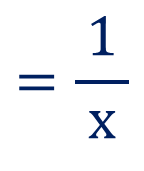 = 1/x